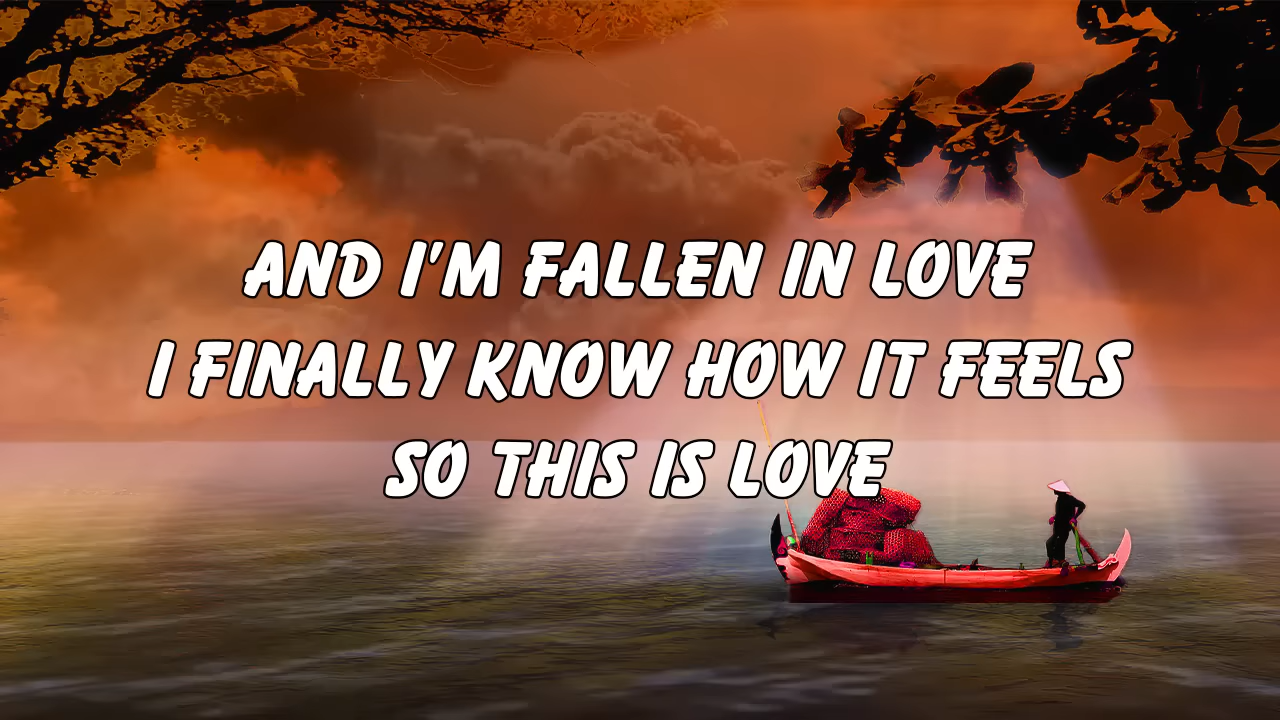 AND I'M FALLEN IN LOVE
I FINALLY KNOW HOW IT FEELS
SO THIS IS LOVE